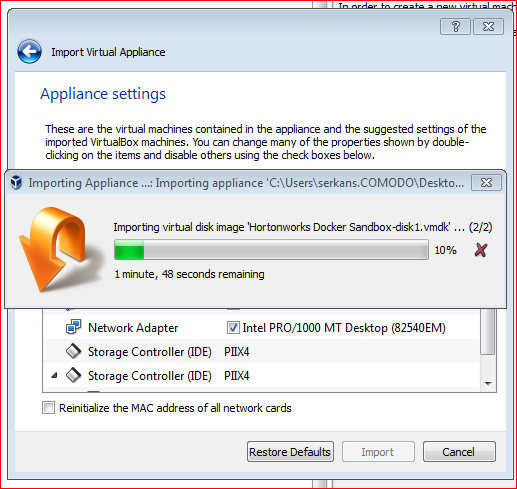 In order to create a new virtual mach
Import Virtual Appliance
Appliance settings
These are the virtual machines contained in the appliance and the suggested settings of the
imported VirtualBox machines. You can change many of the properties shown by double-
clicking on the items and disable others using the check boxes below.
Importing Appliance ...: Importing appliance 'C:\Users\serkans.COMODO\Deskto...
Importing virtual disk image 'Hortonworks Docker Sandbox-disk1.vmdk' ... (2/2)
10%
1 minute, 48 seconds remaining
Network Adapter Intel PRO/1000 MT Desktop (82540EM)
Storage Controller (IDE) PIIX4
Storage Controller (IDE) PIIX4
Reinitialize the MAC address of all network cards
Restore Defaults Import Cancel